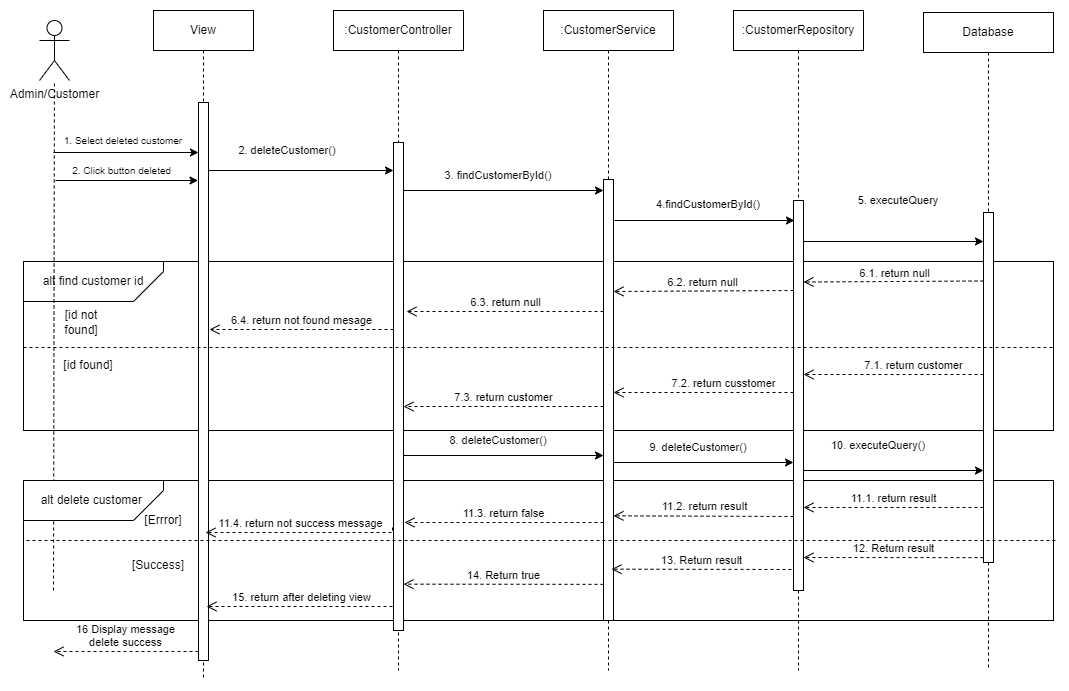 View
:CustomerController
:CustomerService
:CustomerRepository
Database
Admin/Customer
1. Select deleted customer
2. deleteCustomer()
2. Click button deleted
3. findCustomerById()
4.findCustomerById()
5. executeQuery
alt find customer id
6.1. return null
6.2. return null
6.3. return null
6.4. return not found mesage
[id not
found]
[id found]
7.1. return customer
7.2. return cusstomer
7.3. return customer
8. deleteCustomer()
9. deleteCustomer()
10. executeQuery()
alt delete customer
11.1. return result
11.2. return result
11.3. return false
11.4. return not success message
[Errror]
12. Return result
[Success]
13. Return result
14. Return true
15. return after deleting view
16 Display message
delete success